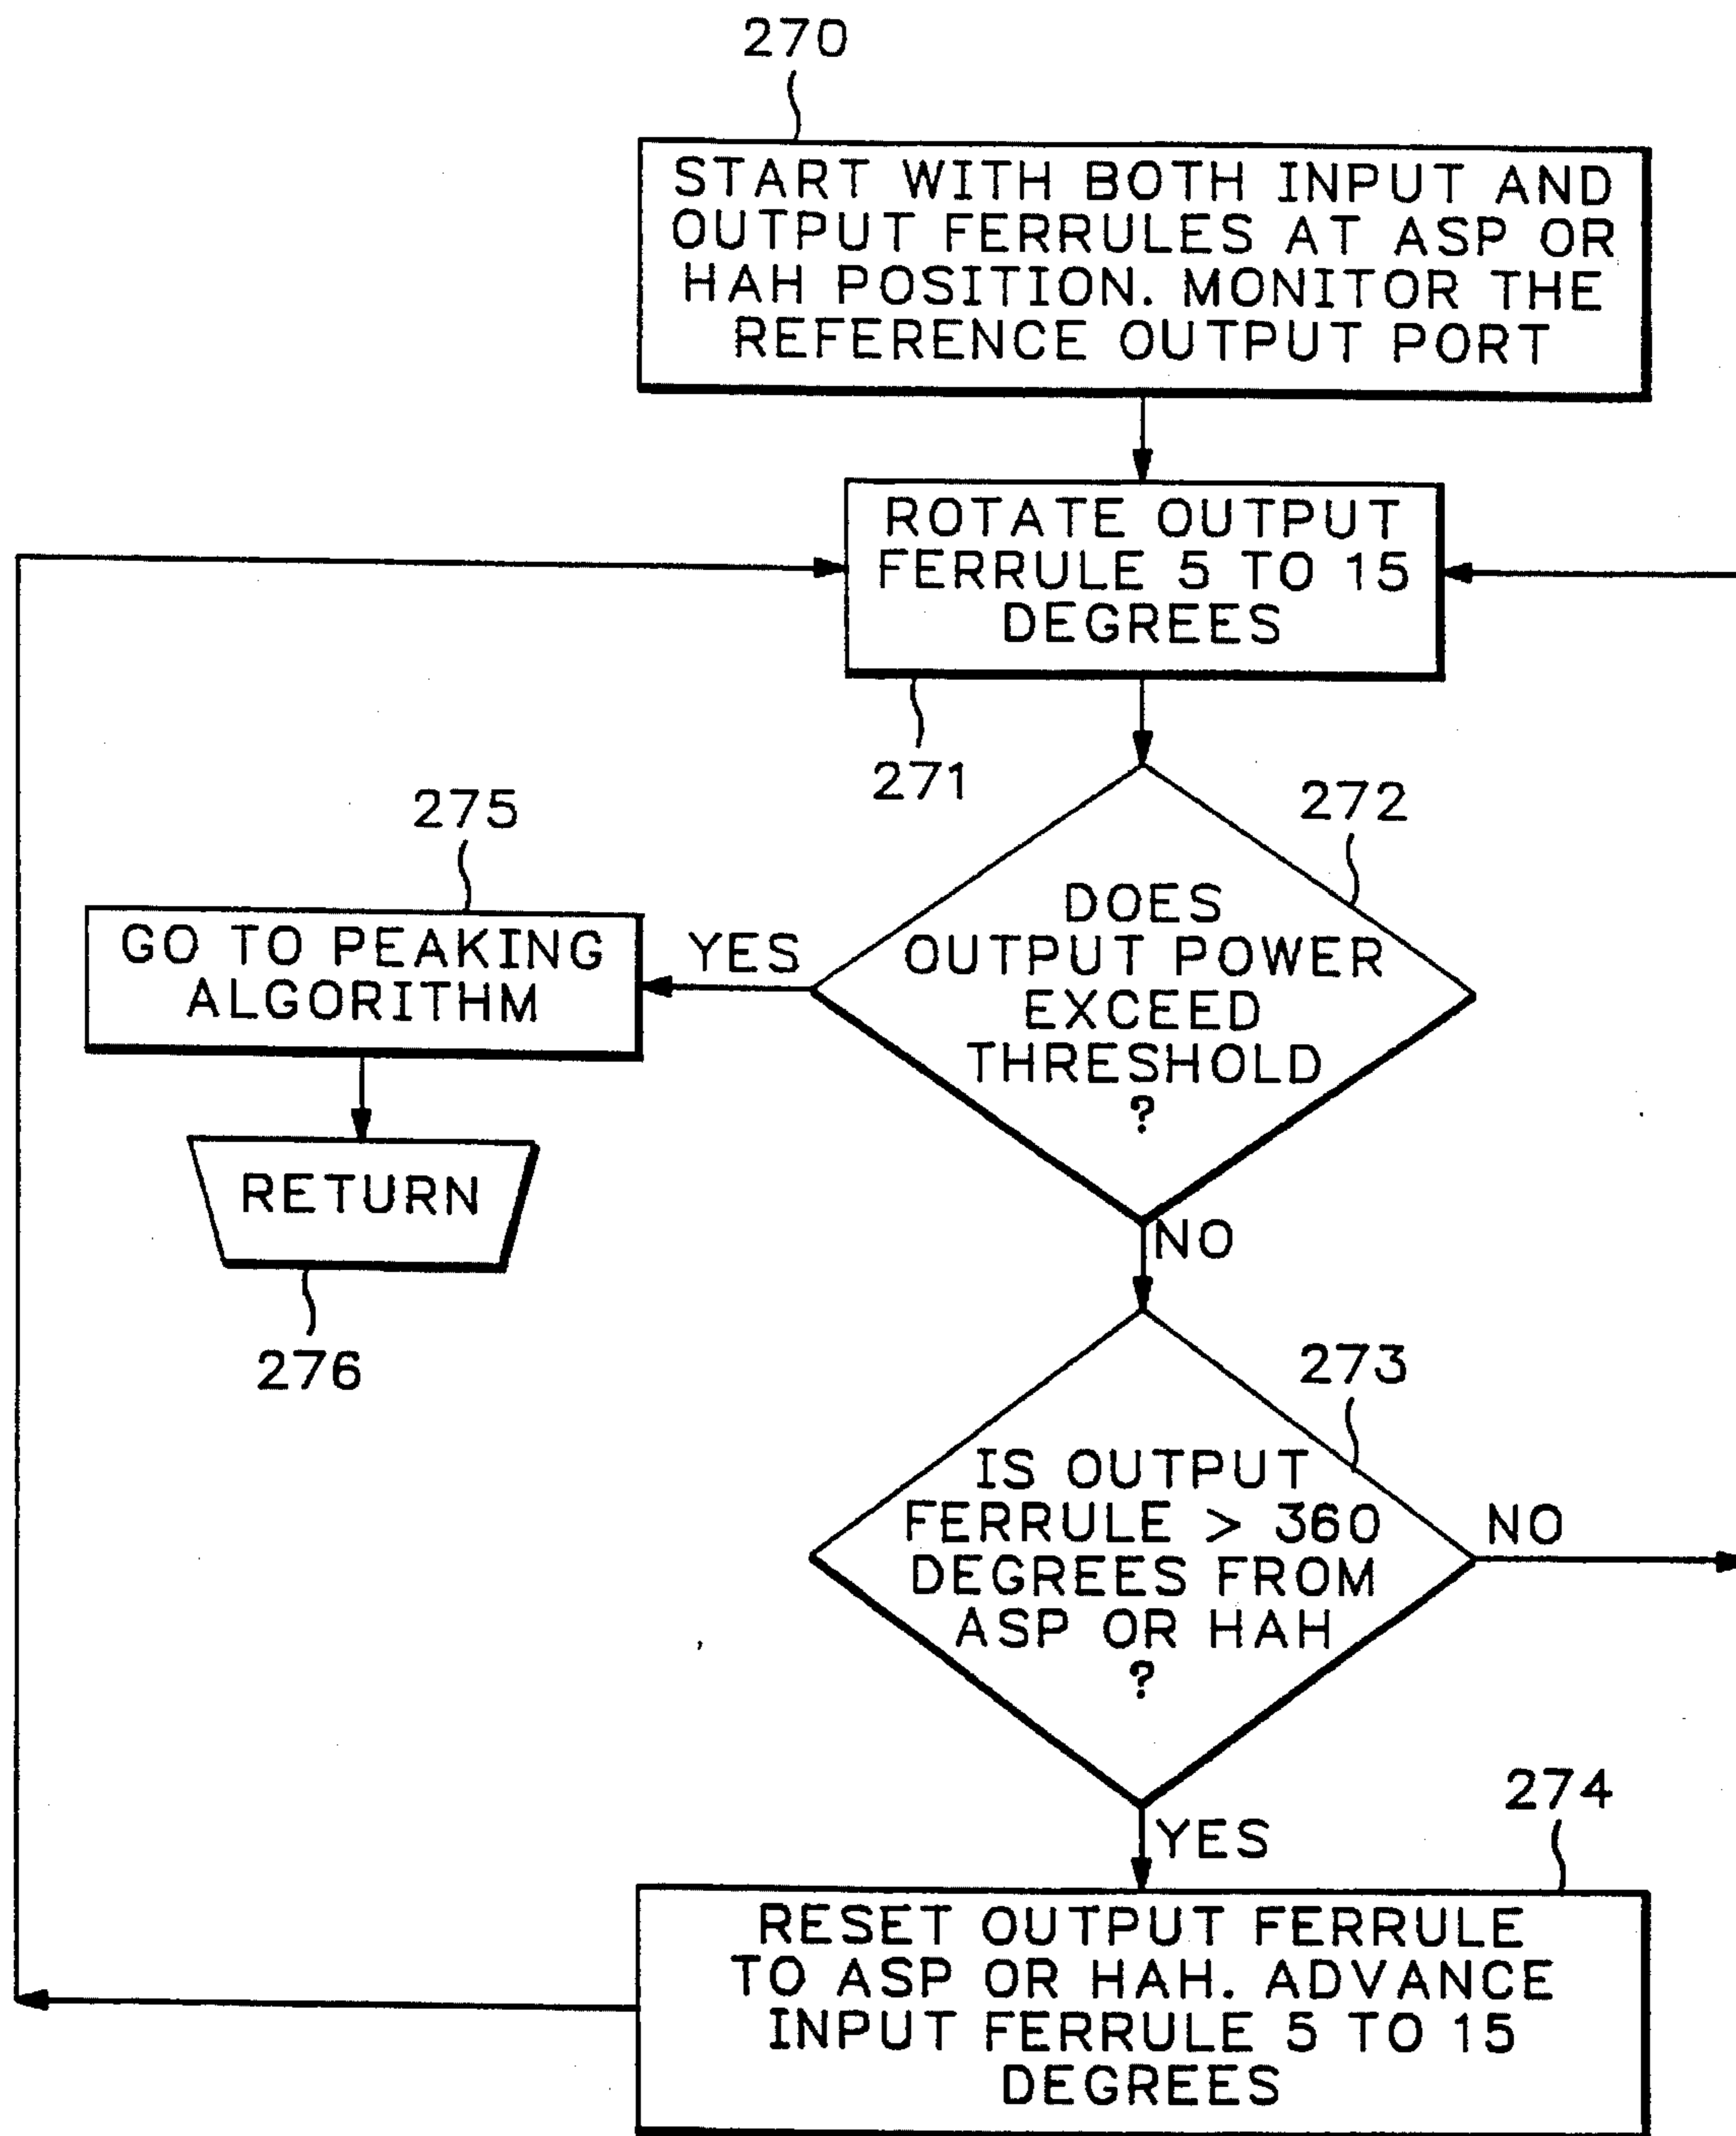 270
START WITH BOTH INPUT AND
OUTPUT FERRULES AT ASP OR
HAH POSITION. MONITOR THE
REFERENCE OUTPUT PORT
ROTATE OUTPUT
FERRULE 5 TO 15
DEGREES
271
272
DOES
OUTPUT POWER
EXCEED
THRESHOLD
?
YES
275
GO TO PEAKING
ALGORITHM
RETURN
276
NO
273
IS OUTPUT
FERRULE > 360
DEGREES FROM
ASP OR HAH
?
NO
YES
274
RESET OUTPUT FERRULE
TO ASP OR HAH. ADVANCE
INPUT FERRULE 5 TO 15
DEGREES